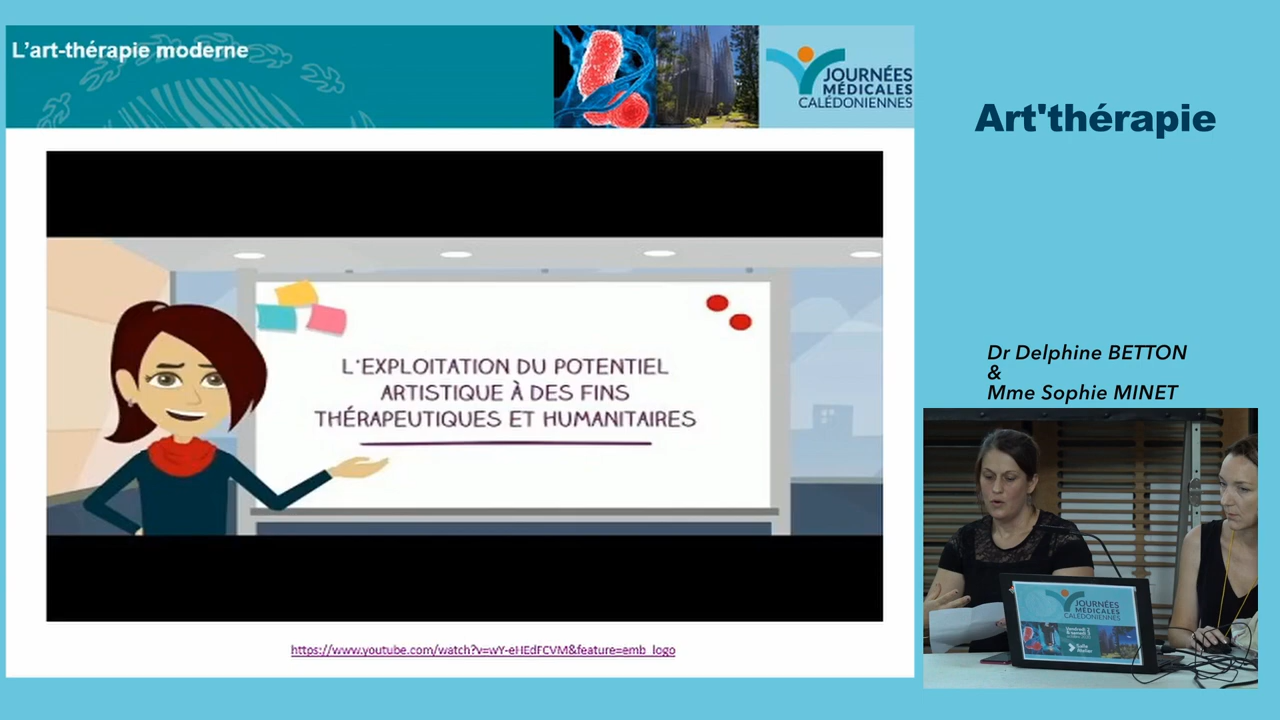 L'art-thérapie moderne
JOURNÉES
MÉDICALES
CALÉDONIENNES
Art'thérapie
L'EXPLOITATION DU POTENTIEL
ARTISTIQUE À DES FINS
THÉRAPEUTIQUES ET HUMANITAIRES
Dr Delphine BETTON
&
Mme Sophie MINET
https://www.youtube.com/watch?v=wY-eHEdFCVM&feature=emb_logo
JOURNÉES
MÉDICALES
CALÉDONIENNES